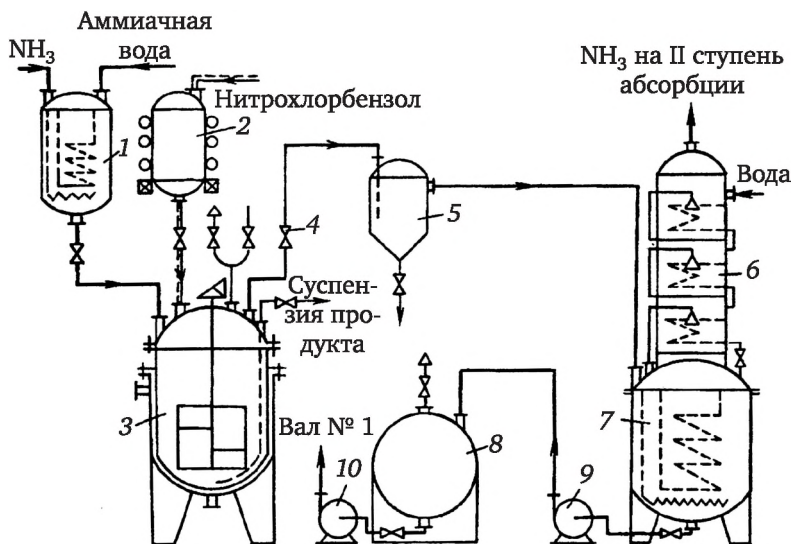 Аммиачная
вода
NH₃
NH₃ на II ступень
абсорбции
Нитрохлорбензол
1
2
Вода
4
5
6
Суспен-
зия про-
дукта
3
7
Вал № 1
8
10
9